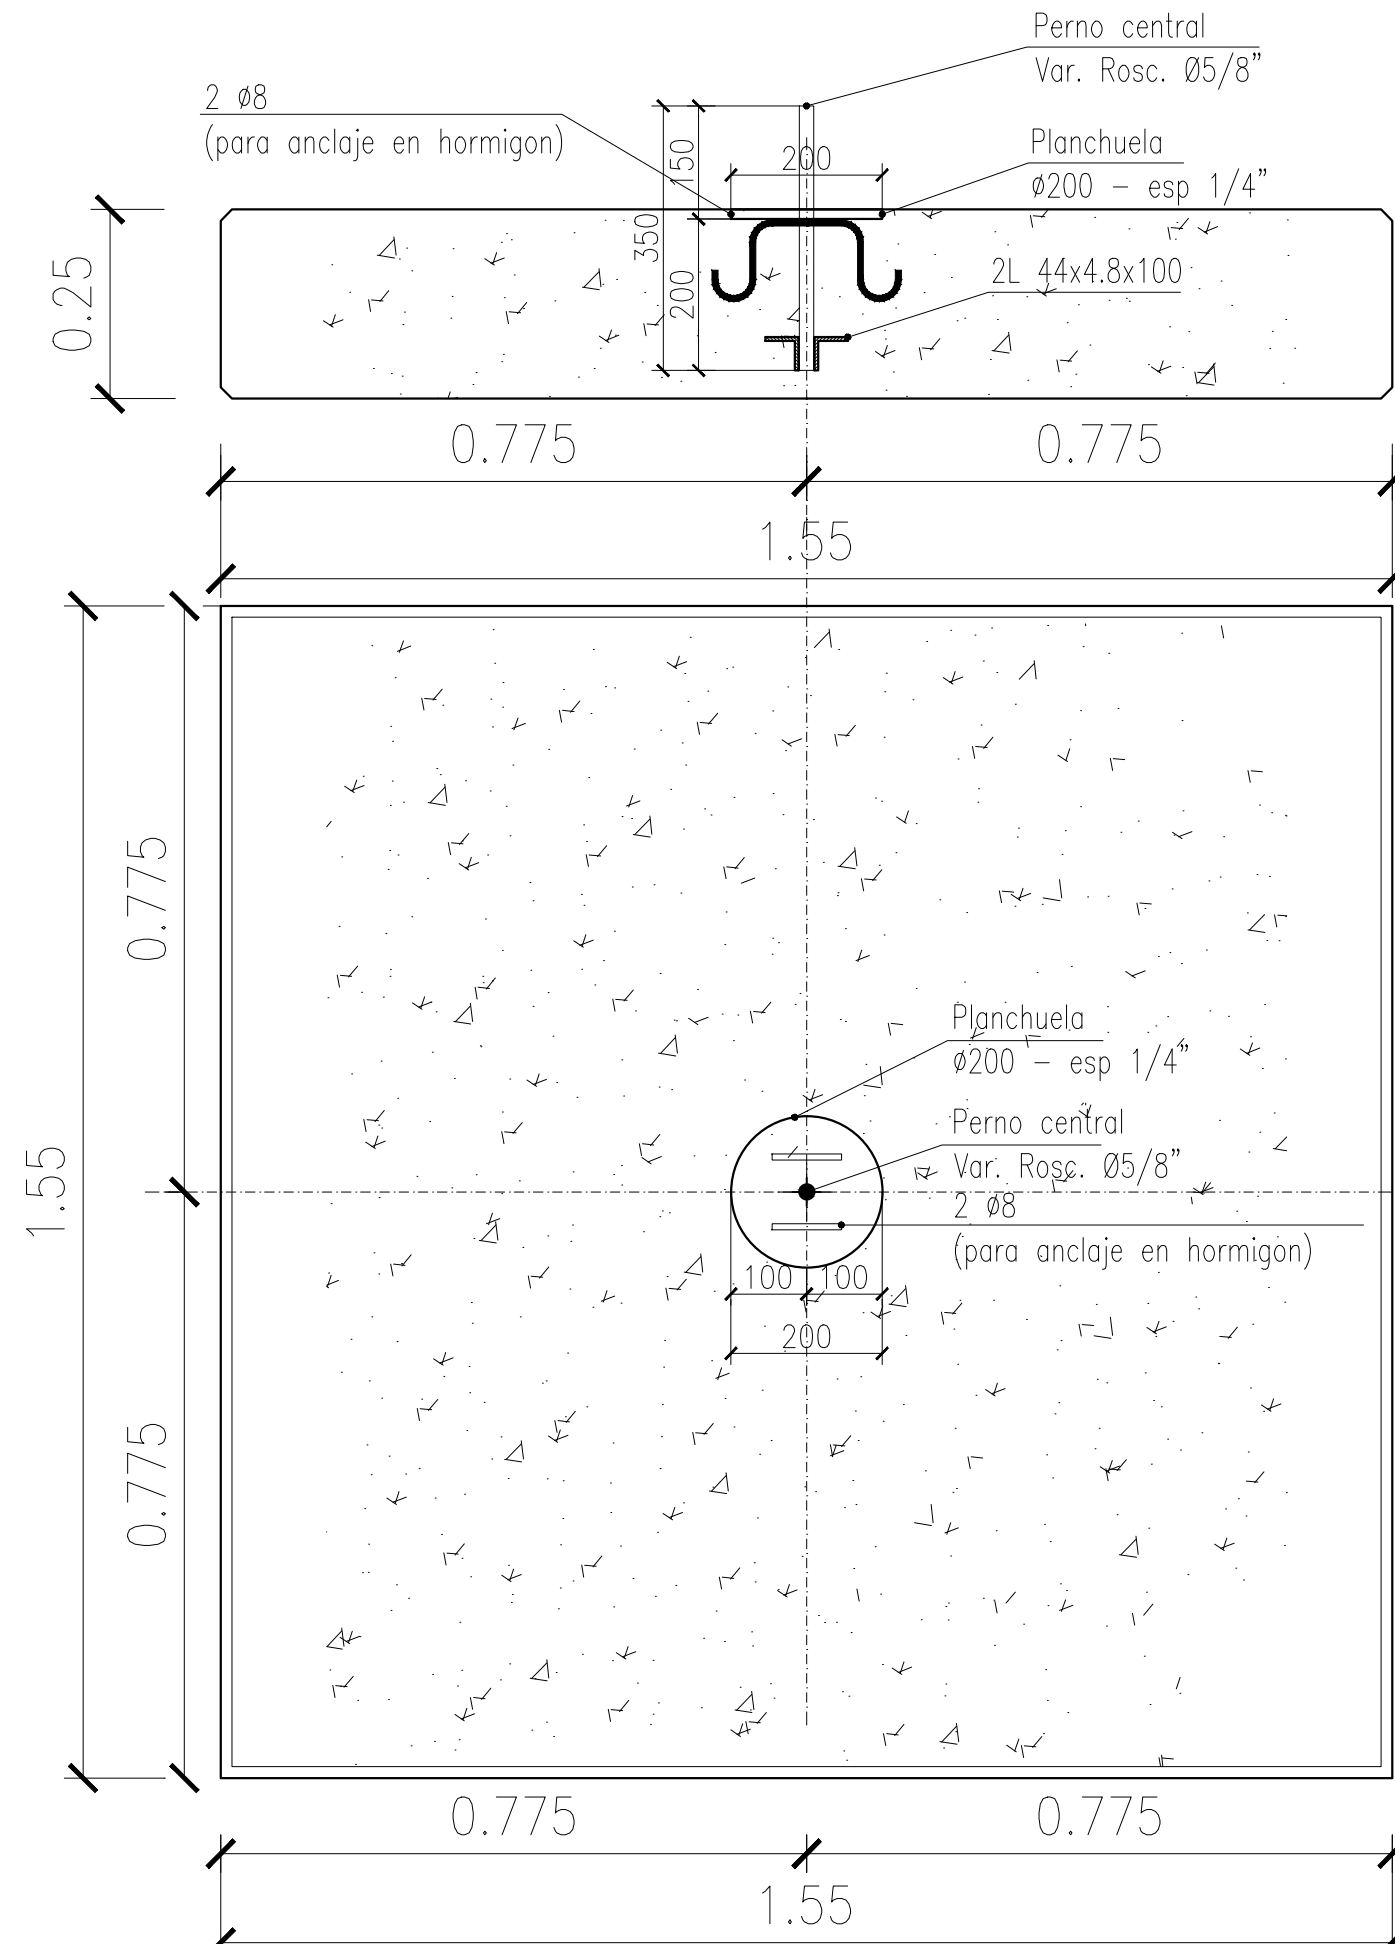 Perno central
Var. Rosc. Ø5/8"
2 ø8
(para anclaje en hormigon)
Planchuela
ø200 - esp 1/4"
150
200
350
200
2L 44x4.8x100
0.25
0.775
0.775
1.55
0.775
0.775
1.55
Planchuela
ø200 - esp 1/4"
Perno central
Var. Rosc. Ø5/8"
2 ø8
(para anclaje en hormigon)
100
100
200
0.775
0.775
1.55